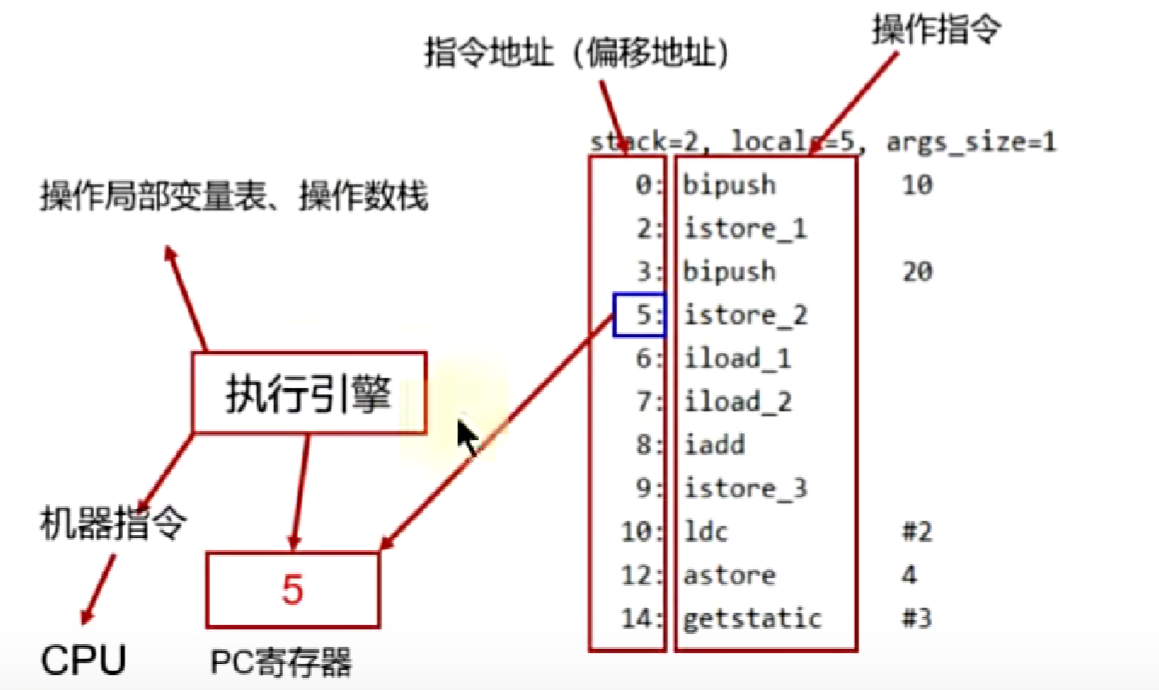 操作指令
指令地址（偏移地址）
stack=2, locals=5, args_size=1
0: bipush 10
2: istore_1
3: bipush 20
5: istore_2
6: iload_1
7: iload_2
8: iadd
9: istore_3
10: ldc #2
12: astore 4
14: getstatic #3
操作局部变量表、操作数栈
执行引擎
机器指令
5
CPU
PC寄存器